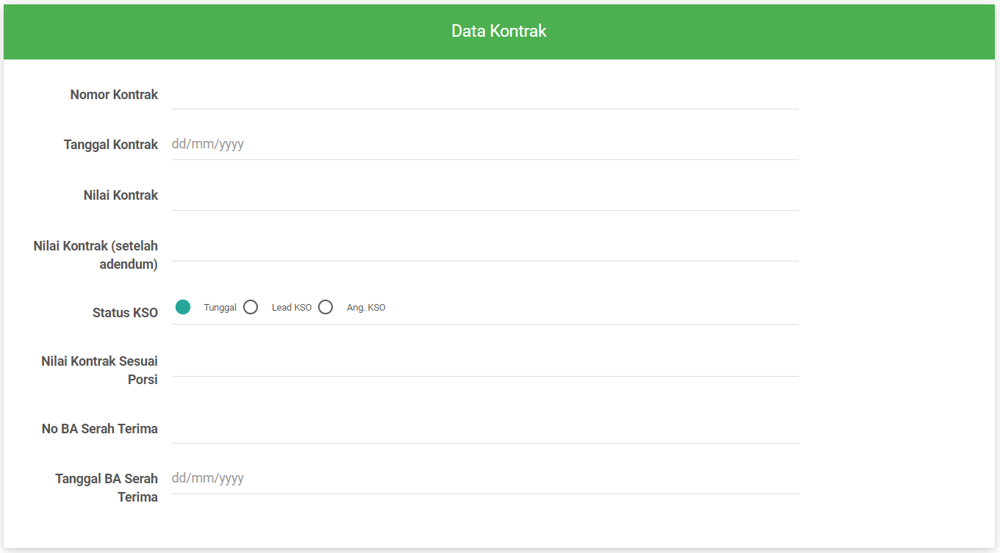 Data Kontrak
Nomor Kontrak
Tanggal Kontrak dd/mm/yyyy
Nilai Kontrak
Nilai Kontrak (setelah
adendum)
Status KSO Tunggal Lead KSO Ang. KSO
Nilai Kontrak Sesuai
Porsi
No BA Serah Terima
Tanggal BA Serah dd/mm/yyyy
Terima